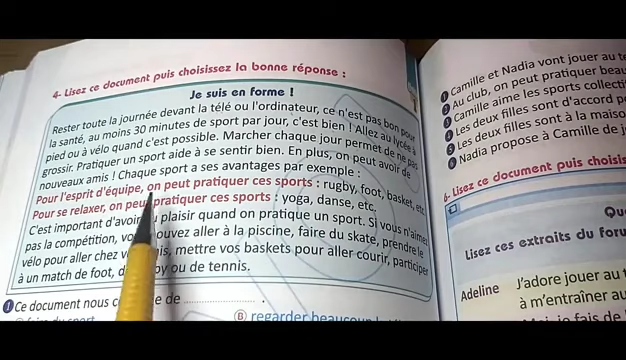 4- Lisez ce document puis choisissez la bonne réponse :
Je suis en forme !
Rester toute la journée devant la télé ou l'ordinateur, ce n'est pas bon pour
la santé, au moins 30 minutes de sport par jour, c'est bien ! Allez au lycée à
pied ou à vélo quand c'est possible. Marcher chaque jour permet de ne pas
grossir. Pratiquer un sport aide à se sentir bien. En plus, on peut avoir de
nouveaux amis ! Chaque sport a ses avantages par exemple :
Pour l'esprit d'équipe, on peut pratiquer ces sports : rugby, foot, basket, etc.
Pour se relaxer, on peut pratiquer ces sports : yoga, danse, etc.
C'est important d'avoir du plaisir quand on pratique un sport. Si vous n'aimez
pas la compétition, vous pouvez aller à la piscine, faire du skate, prendre le
vélo pour aller chez vos amis, mettre vos baskets pour aller courir, participer
à un match de foot, de rugby ou de tennis.
1 Ce document nous de .................... .
B regarder beaucoup
1 Camille et Nadia vont jouer au
2 Au club, on peut pratiquer
3 Camille aime les sports
4 Les deux filles sont d'accord
5 Les deux filles sont à la maison
6 Nadia propose à Camille de
6- Lisez ce document puis
Lisez ces extraits du
Adeline
J'adore jouer au
à m'entraîner au